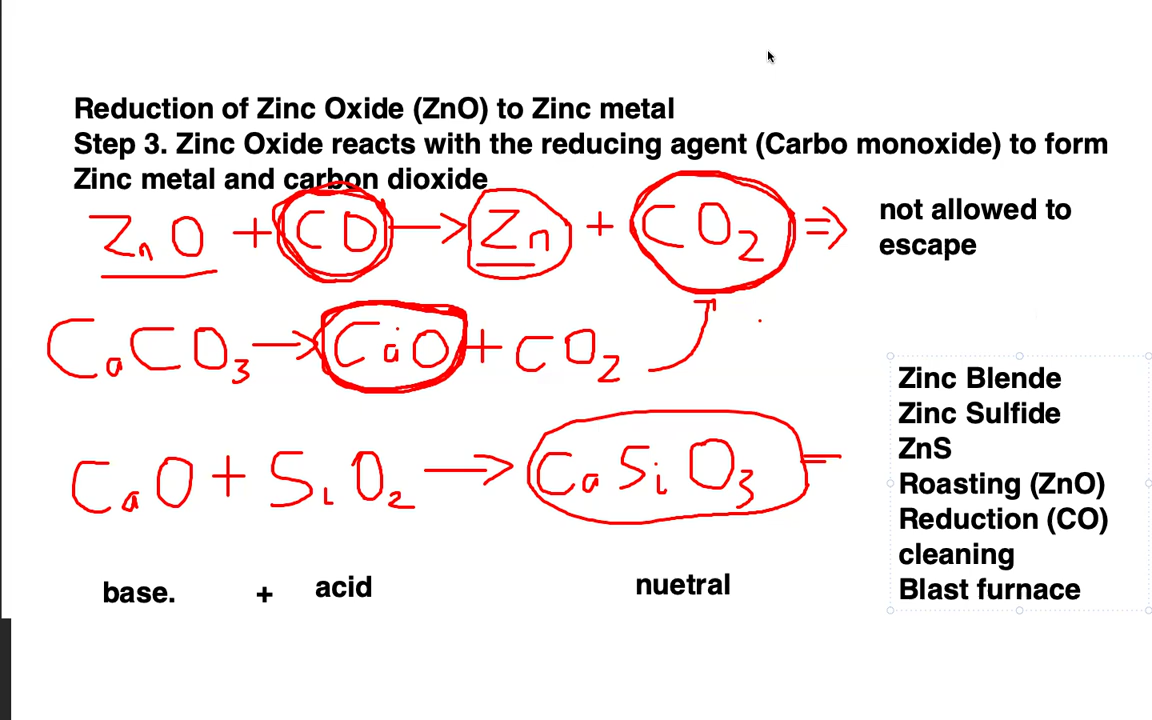 Reduction of Zinc Oxide (ZnO) to Zinc metal
Step 3. Zinc Oxide reacts with the reducing agent (Carbo monoxide) to form
Zinc metal and carbon dioxide
ZnO + CO → Zn + CO2 ⇒
not allowed to
escape
CaCO3 → CaO + CO2
CaO + SiO2 → CaSiO3 =
base. + acid nuetral
Zinc Blende
Zinc Sulfide
ZnS
Roasting (ZnO)
Reduction (CO)
cleaning
Blast furnace